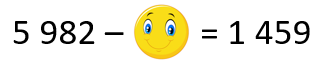 5 982 – = 1 459